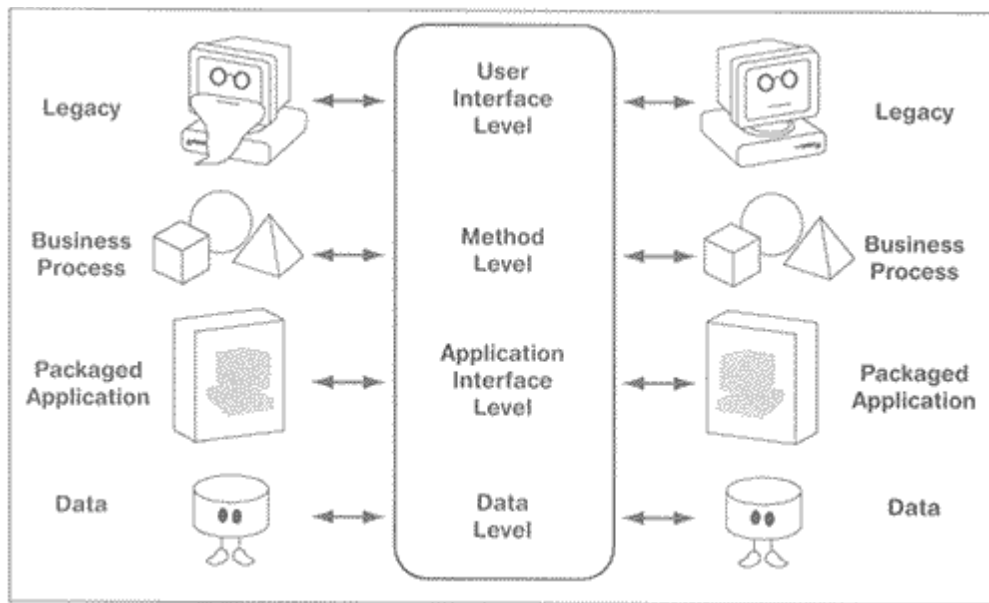 Legacy
User
Interface
Level
Legacy
Business
Process
Method
Level
Business
Process
Packaged
Application
Application
Interface
Level
Packaged
Application
Data
Data
Level
Data